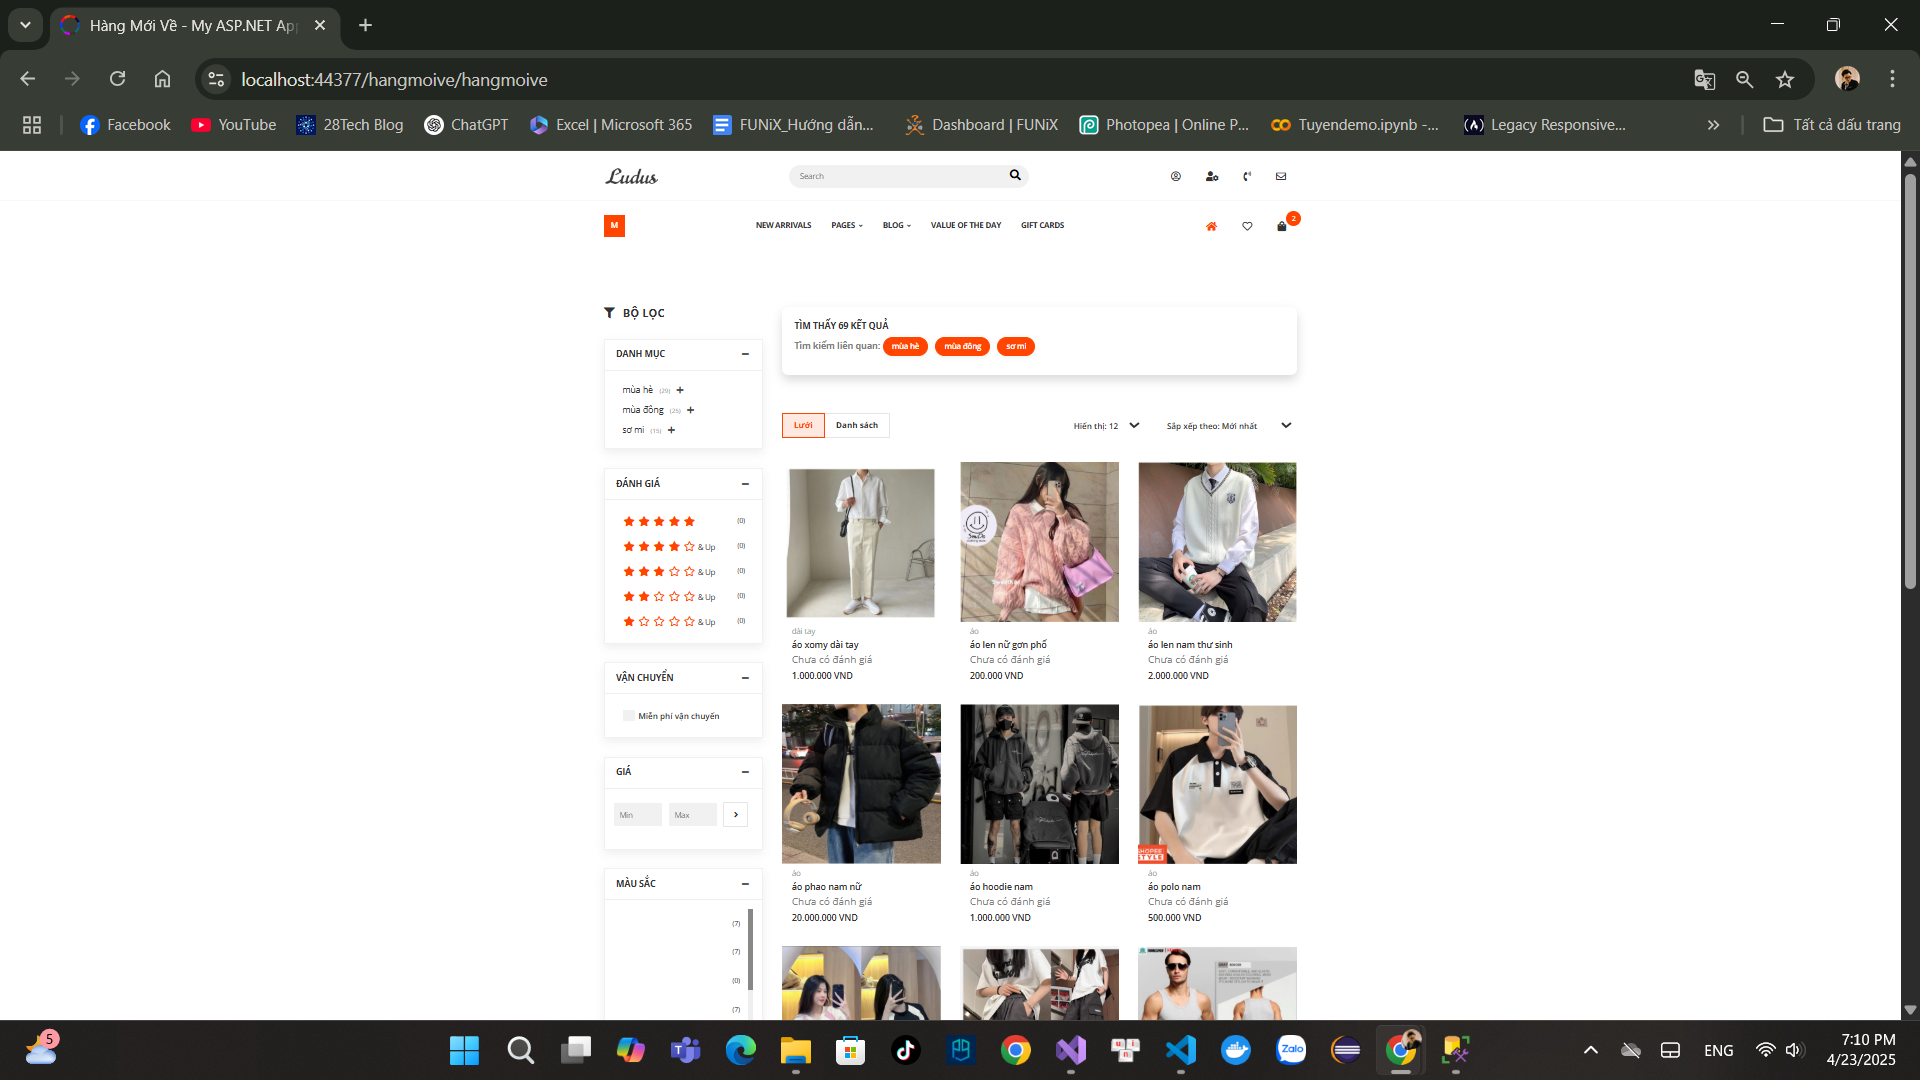 Hàng Mới Về - My ASP.NET App
localhost:44377/hangmoive/hangmoive
Facebook
YouTube
28Tech Blog
ChatGPT
Excel | Microsoft 365
FUNiX_Hướng dẫn...
Dashboard | FUNiX
Photopea | Online P...
Tuyendemo.ipynb -...
Legacy Responsive...
Tất cả dấu trang
Ludus
Search
M
NEW ARRIVALS
PAGES
BLOG
VALUE OF THE DAY
GIFT CARDS
2
BỘ LỌC
DANH MỤC
mùa hè (29)
mùa đông (25)
sơ mi (15)
ĐÁNH GIÁ
(0)
& Up (0)
& Up (0)
& Up (0)
& Up (0)
VẬN CHUYỂN
Miễn phí vận chuyển
GIÁ
Min
Max
MÀU SẮC
(7)
(7)
(0)
(7)
TÌM THẤY 69 KẾT QUẢ
Tìm kiếm liên quan: mùa hè mùa đông sơ mi
Lưới
Danh sách
Hiển thị: 12
Sắp xếp theo: Mới nhất
dài tay
áo xomy dài tay
Chưa có đánh giá
1.000.000 VND
áo
áo len nữ gơn phố
Chưa có đánh giá
200.000 VND
áo
áo len nam thư sinh
Chưa có đánh giá
2.000.000 VND
áo
áo phao nam nữ
Chưa có đánh giá
20.000.000 VND
áo
áo hoodie nam
Chưa có đánh giá
1.000.000 VND
SHOPEE
STYLE
áo
áo polo nam
Chưa có đánh giá
500.000 VND
5
Zalo
ENG
7:10 PM
4/23/2025